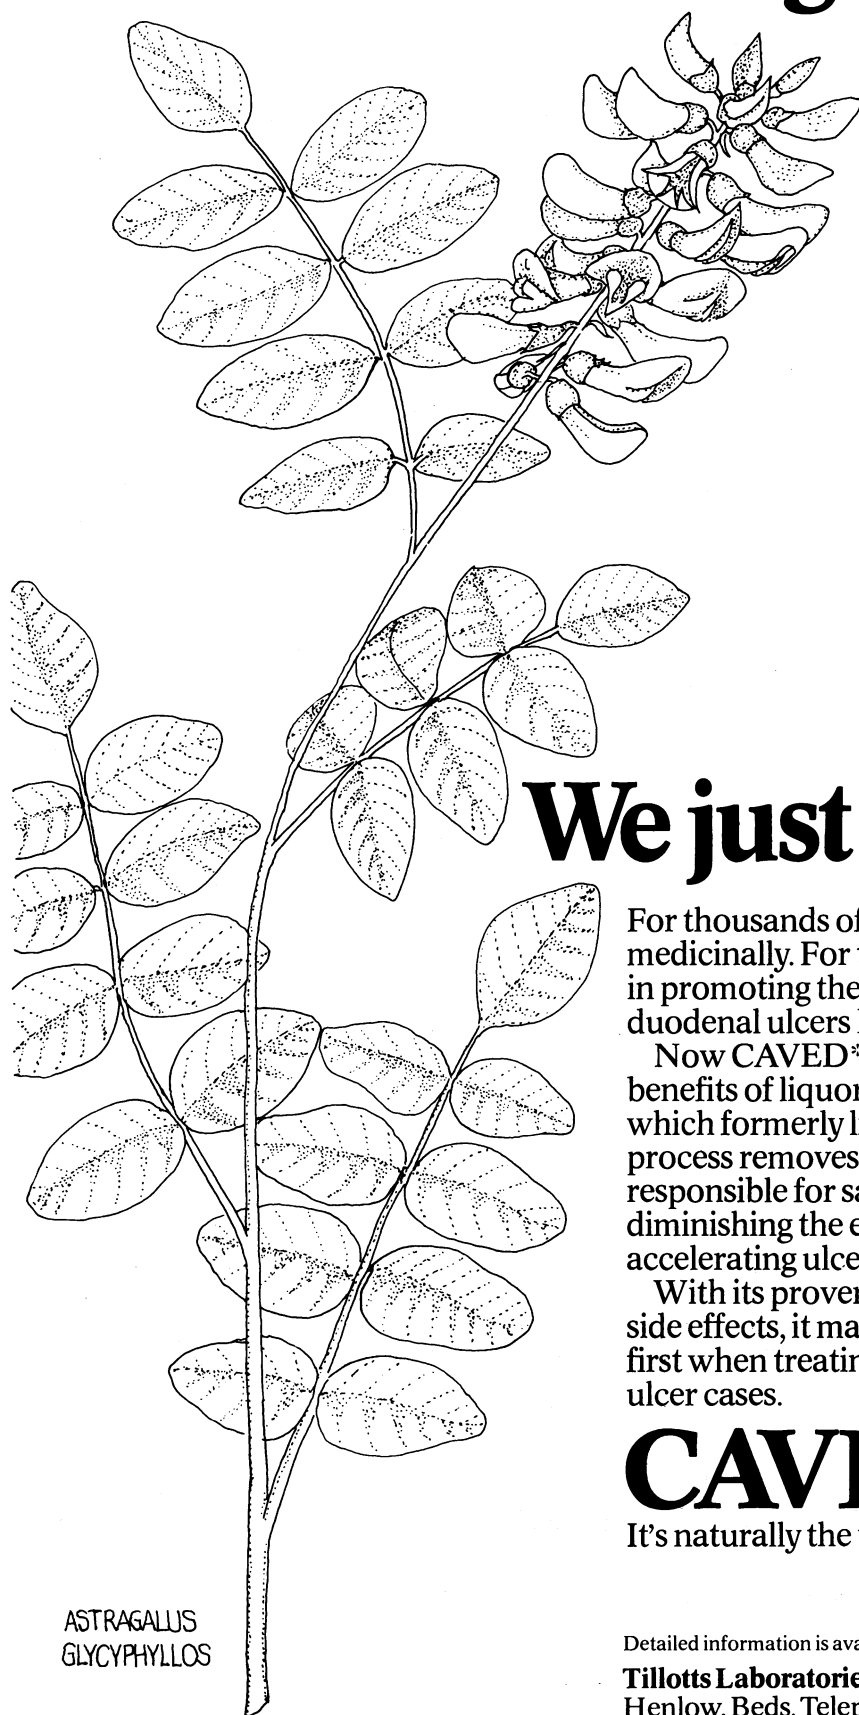 g
We just
For thousands of
medicinally. For
in promoting the
duodenal ulcers
Now CAVED*
benefits of liquor
which formerly li
process removes
responsible for sa
diminishing the e
accelerating ulce
With its prover
side effects, it ma
first when treatin
ulcer cases.
CAVE
It's naturally the
Detailed information is ava
Tillotts Laboratorie
Henlow, Beds. Telep
ASTRAGALUS
GLYCYPHYLLOS